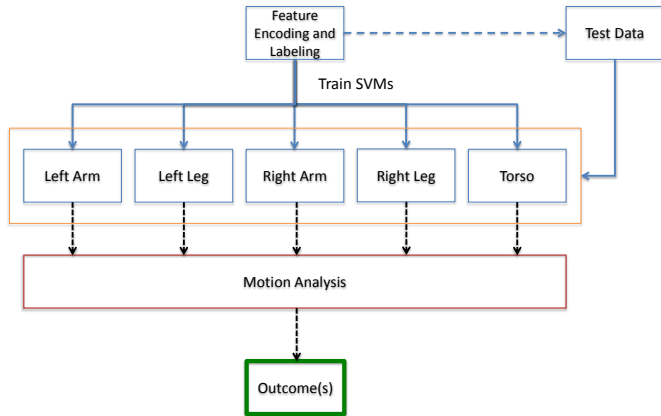 Feature
Encoding and
Labeling
Test Data
Train SVMs
Left Arm
Left Leg
Right Arm
Right Leg
Torso
Motion Analysis
Outcome(s)